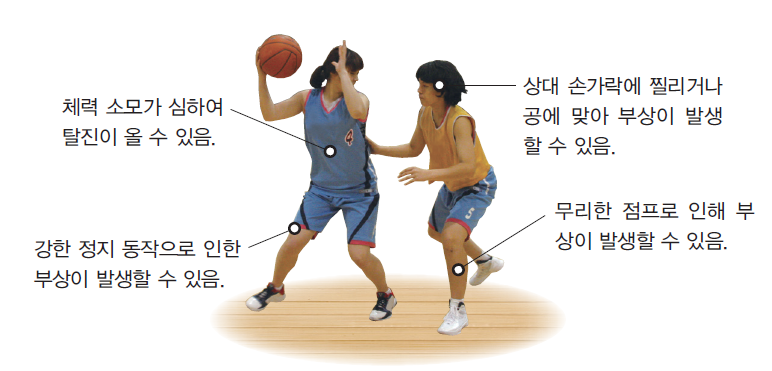 체력 소모가 심하여
탈진이 올 수 있음.
상대 손가락에 찔리거나
공에 맞아 부상이 발생
할 수 있음.
강한 정지 동작으로 인한
부상이 발생할 수 있음.
무리한 점프로 인해 부
상이 발생할 수 있음.
4
5